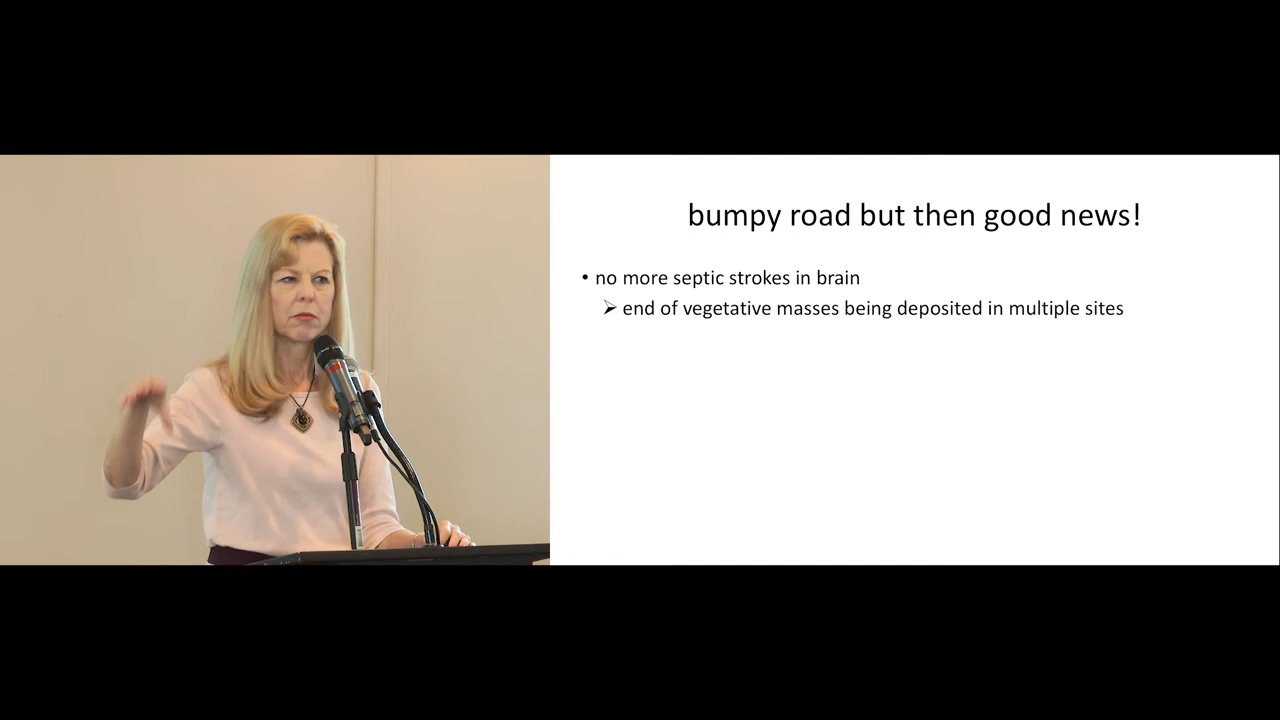 bumpy road but then good news!
• no more septic strokes in brain
➢ end of vegetative masses being deposited in multiple sites